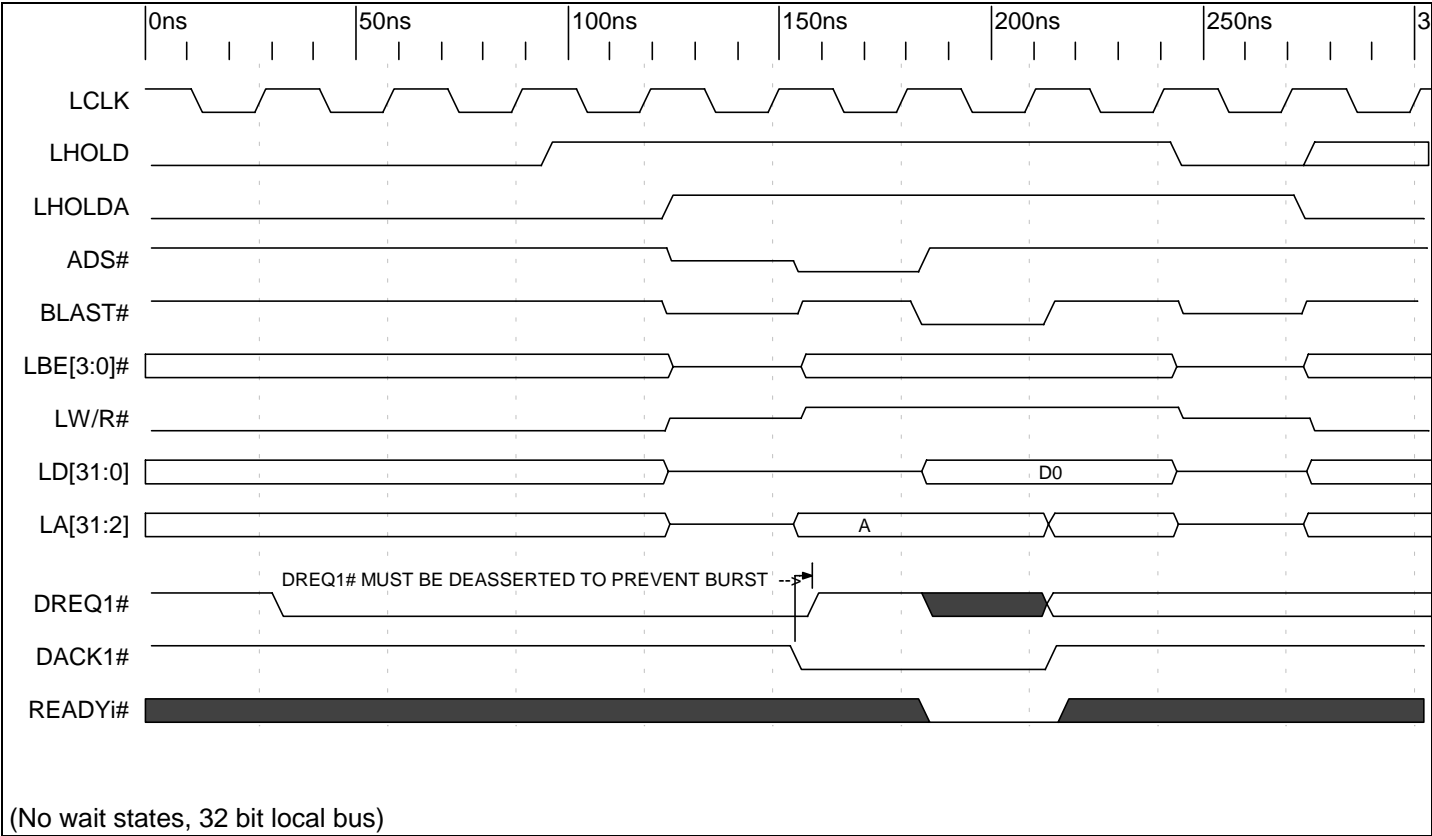 0ns 50ns 100ns 150ns 200ns 250ns 3
LCLK
LHOLD
LHOLDA
ADS#
BLAST#
LBE[3:0]#
LW/R#
LD[31:0] D0
LA[31:2] A
DREQ1# MUST BE DEASSERTED TO PREVENT BURST -->
DREQ1#
DACK1#
READYi#
(No wait states, 32 bit local bus)